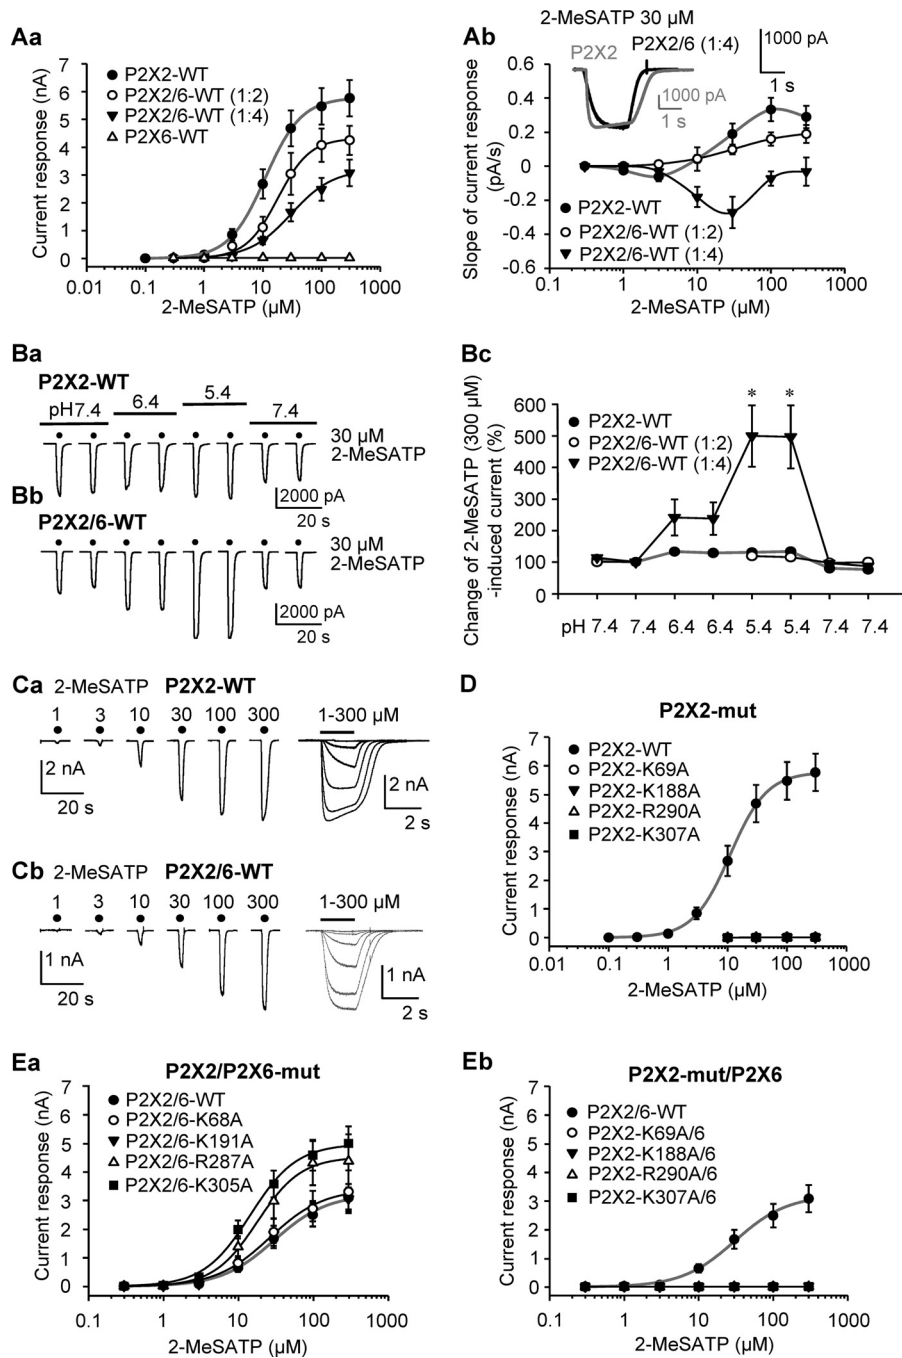 Aa
P2X2-WT
P2X2/6-WT (1:2)
P2X2/6-WT (1:4)
P2X6-WT
Current response (nA)
7
6
5
4
3
2
1
0
0.01 0.1 1 10 100 1000
2-MeSATP (µM)
Ab
2-MeSATP 30 µM
P2X2
P2X2/6 (1:4)
1000 pA
1 s
1000 pA
1 s
Slope of current response
(pA/s)
0.6
0.4
0.2
0
-0.2
-0.4
-0.6
P2X2-WT
P2X2/6-WT (1:2)
P2X2/6-WT (1:4)
0.1 1 10 100 1000
2-MeSATP (µM)
Ba
P2X2-WT
pH7.4 6.4 5.4 7.4
30 µM
2-MeSATP
2000 pA
20 s
Bb
P2X2/6-WT
30 µM
2-MeSATP
2000 pA
20 s
Bc
* *
P2X2-WT
P2X2/6-WT (1:2)
P2X2/6-WT (1:4)
Change of 2-MeSATP (300 µM)
-induced current (%)
600
500
400
300
200
100
0
pH 7.4 7.4 6.4 6.4 5.4 5.4 7.4 7.4
Ca 2-MeSATP P2X2-WT
1 3 10 30 100 300 1-300 µM
2 nA
20 s
2 nA
2 s
Cb 2-MeSATP P2X2/6-WT
1 3 10 30 100 300 1-300 µM
1 nA
20 s
1 nA
2 s
D
P2X2-mut
P2X2-WT
P2X2-K69A
P2X2-K188A
P2X2-R290A
P2X2-K307A
Current response (nA)
7
6
5
4
3
2
1
0
0.01 0.1 1 10 100 1000
2-MeSATP (µM)
Ea
P2X2/P2X6-mut
P2X2/6-WT
P2X2/6-K68A
P2X2/6-K191A
P2X2/6-R287A
P2X2/6-K305A
Current response (nA)
7
6
5
4
3
2
1
0
0.1 1 10 100 1000
2-MeSATP (µM)
Eb
P2X2-mut/P2X6
P2X2/6-WT
P2X2-K69A/6
P2X2-K188A/6
P2X2-R290A/6
P2X2-K307A/6
Current response (nA)
7
6
5
4
3
2
1
0
0.1 1 10 100 1000
2-MeSATP (µM)